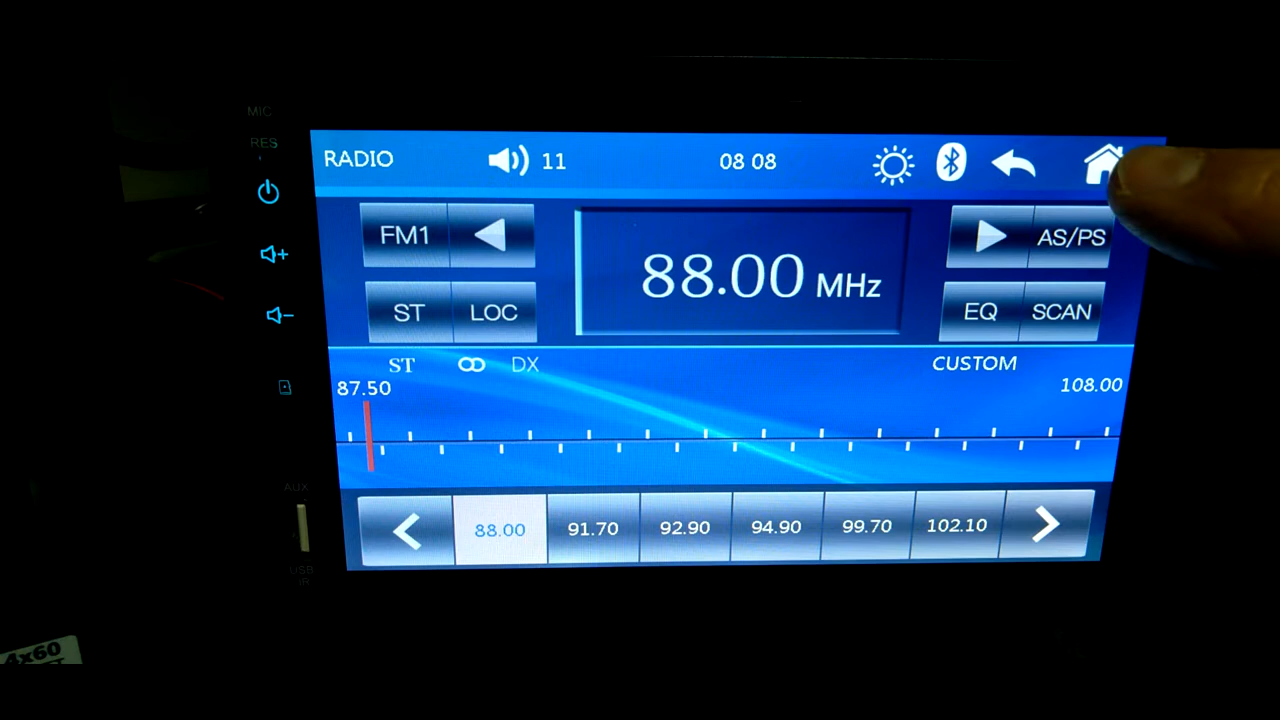 MIC
RES
RADIO 11 08 08
FM1 AS/PS
88.00 MHz
ST LOC EQ SCAN
ST DX CUSTOM
87.50 108.00
88.00 91.70 92.90 94.90 99.70 102.10
AUX
USB
IR
4x60